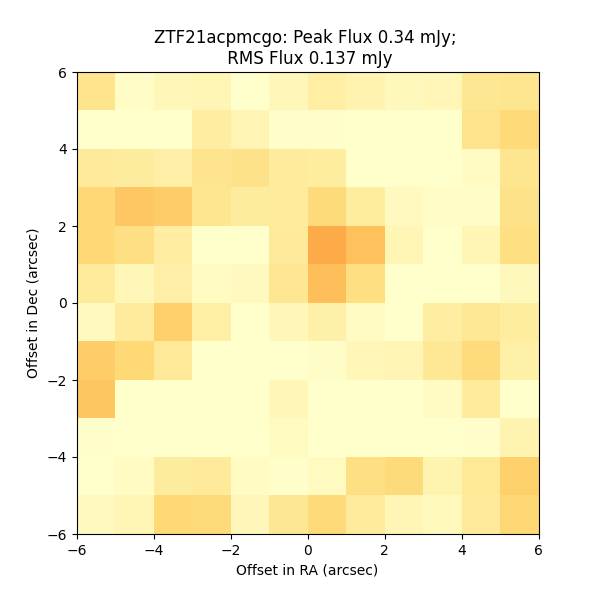 ZTF21acpmcgo: Peak Flux 0.34 mJy;
RMS Flux 0.137 mJy
6
4
2
0
−2
−4
−6
Offset in Dec (arcsec)
−6 −4 −2 0 2 4 6
Offset in RA (arcsec)